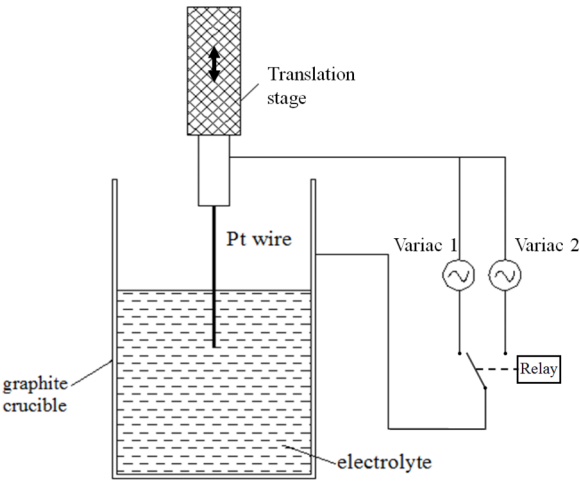 Translation
stage
Pt wire
Variac 1
Variac 2
Relay
graphite
crucible
electrolyte